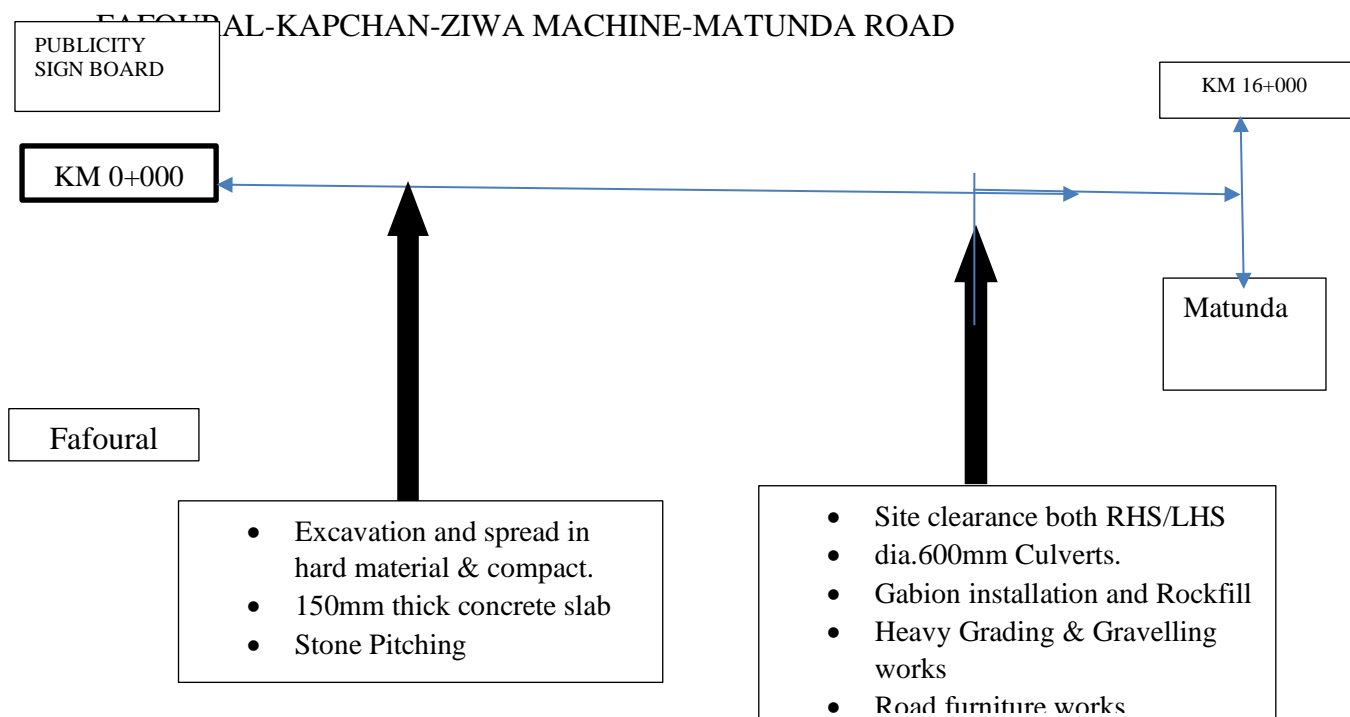 FAFOURAL-KAPCHAN-ZIWA MACHINE-MATUNDA ROAD
PUBLICITY
SIGN BOARD
KM 16+000
KM 0+000
Matunda
Fafoural
• Excavation and spread in
hard material & compact.
• 150mm thick concrete slab
• Stone Pitching
• Site clearance both RHS/LHS
• dia.600mm Culverts.
• Gabion installation and Rockfill
• Heavy Grading & Gravelling
works
• Road furniture works